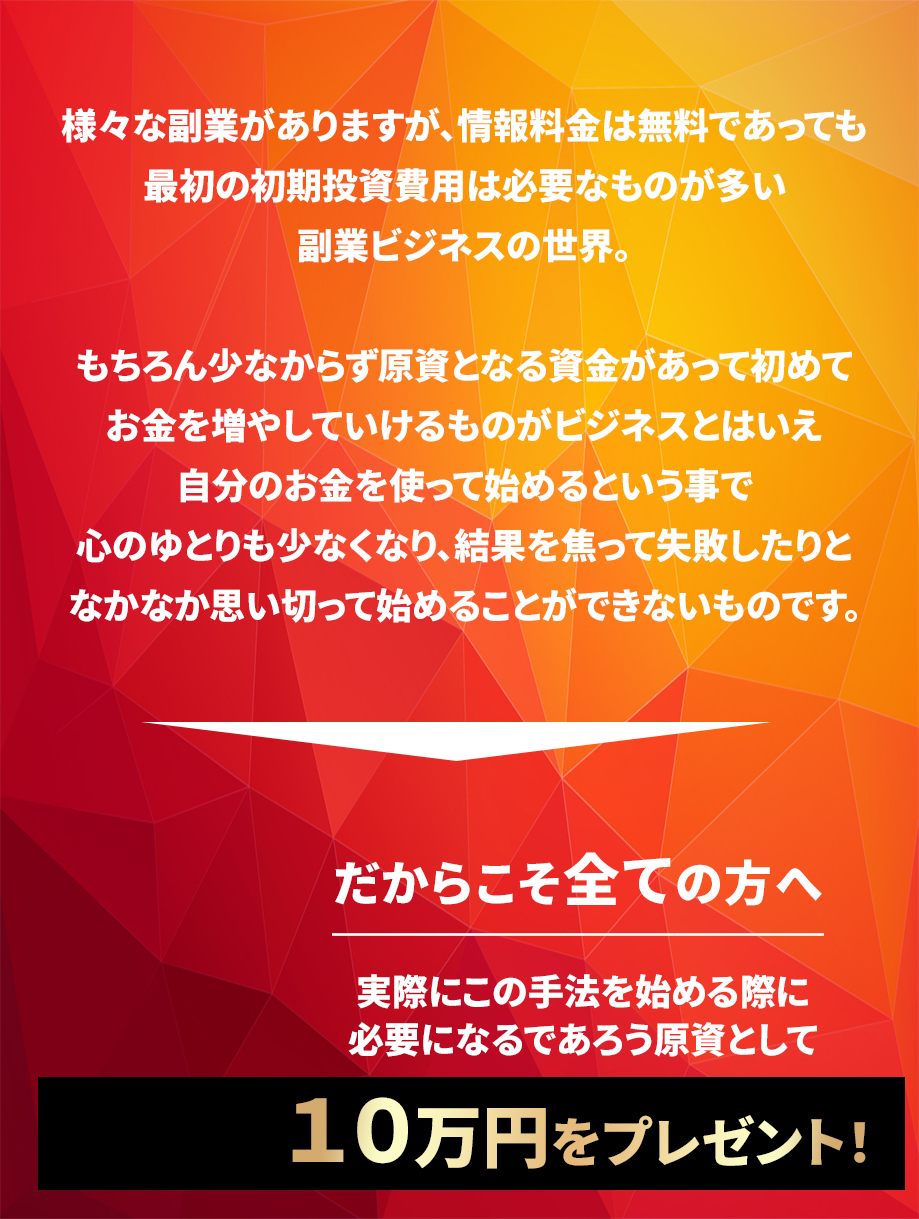 様々な副業がありますが、情報料金は無料であっても
最初の初期投資費用は必要なものが多い
副業ビジネスの世界。
もちろん少なからず原資となる資金があって初めて
お金を増やしていけるものがビジネスとはいえ
自分のお金を使って始めるという事で
心のゆとりも少なくなり、結果を焦って失敗したりと
なかなか思い切って始めることができないものです。
だからこそ全ての方へ
実際にこの手法を始める際に
必要になるであろう原資として
10万円をプレゼント!